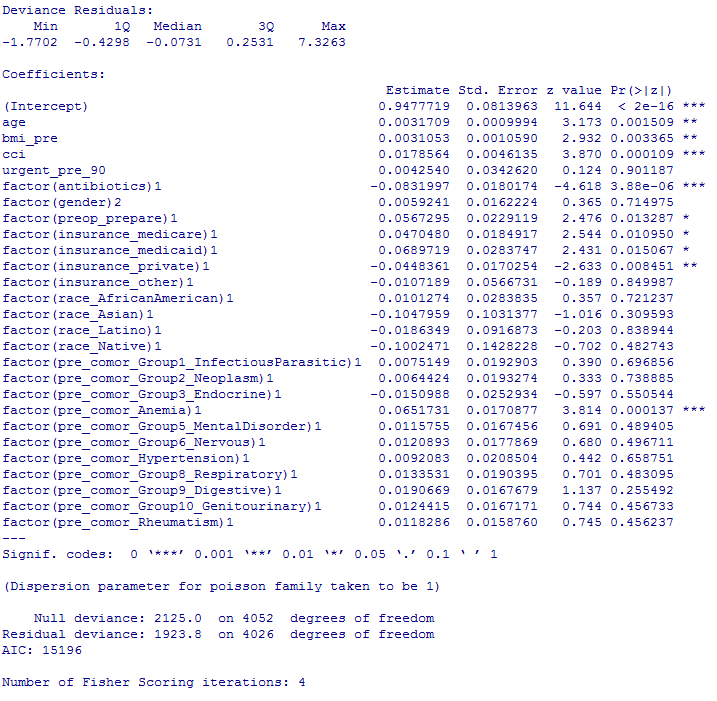 Deviance Residuals:
    Min       1Q   Median       3Q      Max
-1.7702  -0.4298  -0.0731   0.2531   7.3263

Coefficients:
                                                Estimate Std. Error z value Pr(>|z|)
(Intercept)                                    0.9477719  0.0813963  11.644  < 2e-16 ***
age                                            0.0031709  0.0009994   3.173 0.001509 **
bmi_pre                                        0.0031053  0.0010590   2.932 0.003365 **
cci                                            0.0178564  0.0046135   3.870 0.000109 ***
urgent_pre_90                                  0.0042540  0.0342620   0.124 0.901187
factor(antibiotics)1                          -0.0831997  0.0180174  -4.618 3.88e-06 ***
factor(gender)2                                0.0059241  0.0162224   0.365 0.714975
factor(preop_prepare)1                         0.0567295  0.0229119   2.476 0.013287 *
factor(insurance_medicare)1                    0.0470480  0.0184917   2.544 0.010950 *
factor(insurance_medicaid)1                    0.0689719  0.0283747   2.431 0.015067 *
factor(insurance_private)1                    -0.0448361  0.0170254  -2.633 0.008451 **
factor(insurance_other)1                      -0.0107189  0.0566731  -0.189 0.849987
factor(race_AfricanAmerican)1                  0.0101274  0.0283835   0.357 0.721237
factor(race_Asian)1                           -0.1047959  0.1031377  -1.016 0.309593
factor(race_Latino)1                          -0.0186349  0.0916873  -0.203 0.838944
factor(race_Native)1                          -0.1002471  0.1428228  -0.702 0.482743
factor(pre_comor_Group1_InfectiousParasitic)1  0.0075149  0.0192903   0.390 0.696856
factor(pre_comor_Group2_Neoplasm)1             0.0064424  0.0193274   0.333 0.738885
factor(pre_comor_Group3_Endocrine)1           -0.0150988  0.0252934  -0.597 0.550544
factor(pre_comor_Anemia)1                      0.0651731  0.0170877   3.814 0.000137 ***
factor(pre_comor_Group5_MentalDisorder)1       0.0115755  0.0167456   0.691 0.489405
factor(pre_comor_Group6_Nervous)1              0.0120893  0.0177869   0.680 0.496711
factor(pre_comor_Hypertension)1                0.0092083  0.0208504   0.442 0.658751
factor(pre_comor_Group8_Respiratory)1          0.0133531  0.0190395   0.701 0.483095
factor(pre_comor_Group9_Digestive)1            0.0190669  0.0167679   1.137 0.255492
factor(pre_comor_Group10_Genitourinary)1       0.0124415  0.0167171   0.744 0.456733
factor(pre_comor_Rheumatism)1                  0.0118286  0.0158760   0.745 0.456237
---
Signif. codes:  0 ‘***’ 0.001 ‘**’ 0.01 ‘*’ 0.05 ‘.’ 0.1 ‘ ’ 1

(Dispersion parameter for poisson family taken to be 1)

    Null deviance: 2125.0  on 4052  degrees of freedom
Residual deviance: 1923.8  on 4026  degrees of freedom
AIC: 15196

Number of Fisher Scoring iterations: 4